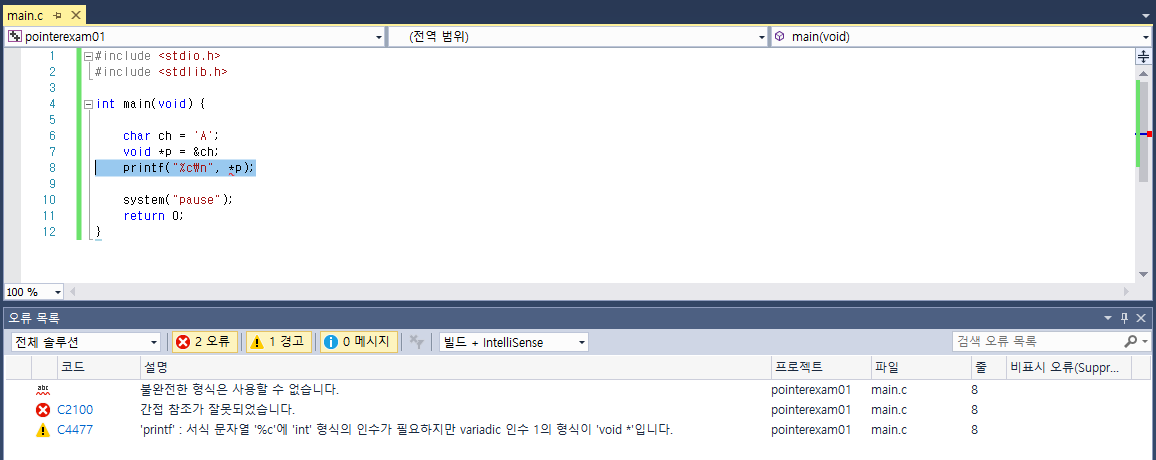 main.c
pointerexam01 (전역 범위) main(void)
1 #include <stdio.h>
2 #include <stdlib.h>
3
4 int main(void) {
5
6 char ch = 'A';
7 void *p = &ch;
8 printf("%c₩n", *p);
9
10 system("pause");
11 return 0;
12 }
100 %
오류 목록
전체 솔루션 2 오류 1 경고 0 메시지 빌드 + IntelliSense 검색 오류 목록
코드 설명 프로젝트 파일 줄 비표시 오류(Suppr...
abc 불완전한 형식은 사용할 수 없습니다. pointerexam01 main.c 8
C2100 간접 참조가 잘못되었습니다. pointerexam01 main.c 8
C4477 'printf' : 서식 문자열 '%c'에 'int' 형식의 인수가 필요하지만 variadic 인수 1의 형식이 'void *'입니다. pointerexam01 main.c 8